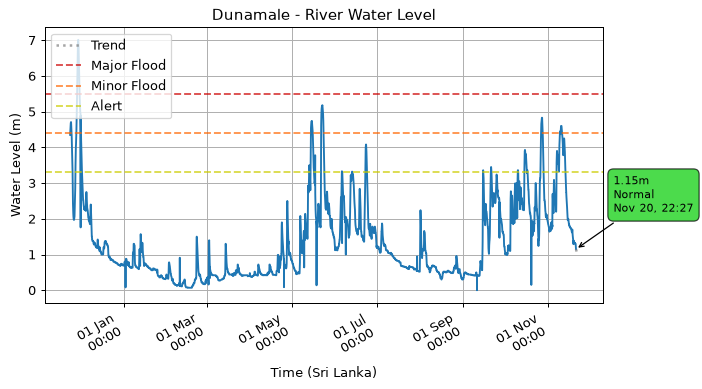 Dunamale - River Water Level
Water Level (m)
7
6
5
4
3
2
1
0
Trend
Major Flood
Minor Flood
Alert
1.15m
Normal
Nov 20, 22:27
01 Jan
00:00
01 Mar
00:00
01 May
00:00
01 Jul
00:00
01 Sep
00:00
01 Nov
00:00
Time (Sri Lanka)